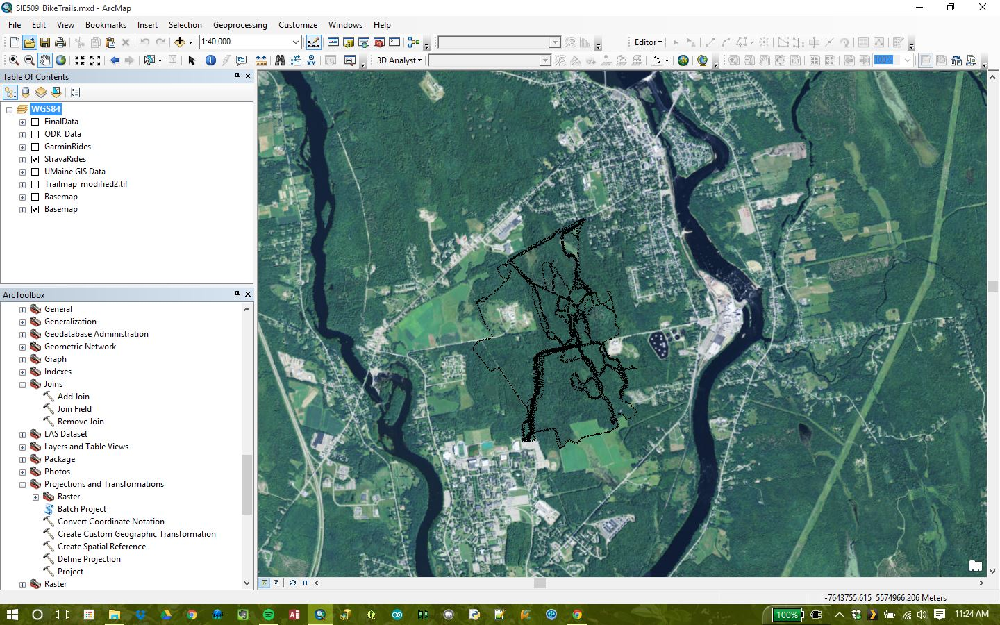 SIE509_BikeTrails.mxd - ArcMap
File Edit View Bookmarks Insert Selection Geoprocessing Customize Windows Help
1:40,000
Editor
3D Analyst
100%
Table Of Contents
WGS84
FinalData
ODK_Data
GarminRides
StravaRides
UMaine GIS Data
Trailmap_modified2.tif
Basemap
Basemap
ArcToolbox
General
Generalization
Geodatabase Administration
Geometric Network
Graph
Indexes
Joins
Add Join
Join Field
Remove Join
LAS Dataset
Layers and Table Views
Package
Photos
Projections and Transformations
Raster
Batch Project
Convert Coordinate Notation
Create Custom Geographic Transformation
Create Spatial Reference
Define Projection
Project
Raster
-7643755.615 5574966.206 Meters
100%
11:24 AM